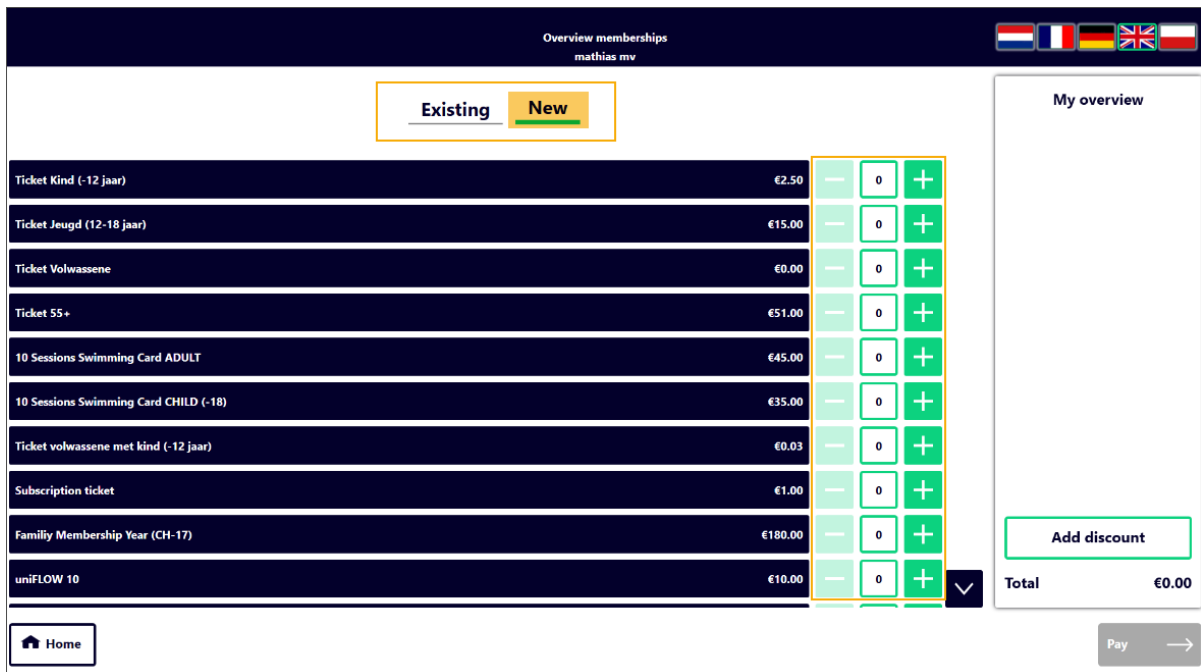 Overview memberships
mathias mv
Existing New
My overview
Ticket Kind (-12 jaar) €2.50 0
Ticket Jeugd (12-18 jaar) €15.00 0
Ticket Volwassene €0.00 0
Ticket 55+ €51.00 0
10 Sessions Swimming Card ADULT €45.00 0
10 Sessions Swimming Card CHILD (-18) €35.00 0
Ticket volwassene met kind (-12 jaar) €0.03 0
Subscription ticket €1.00 0
Familiy Membership Year (CH-17) €180.00 0
Add discount
uniFLOW 10 €10.00 0
Total €0.00
Home
Pay